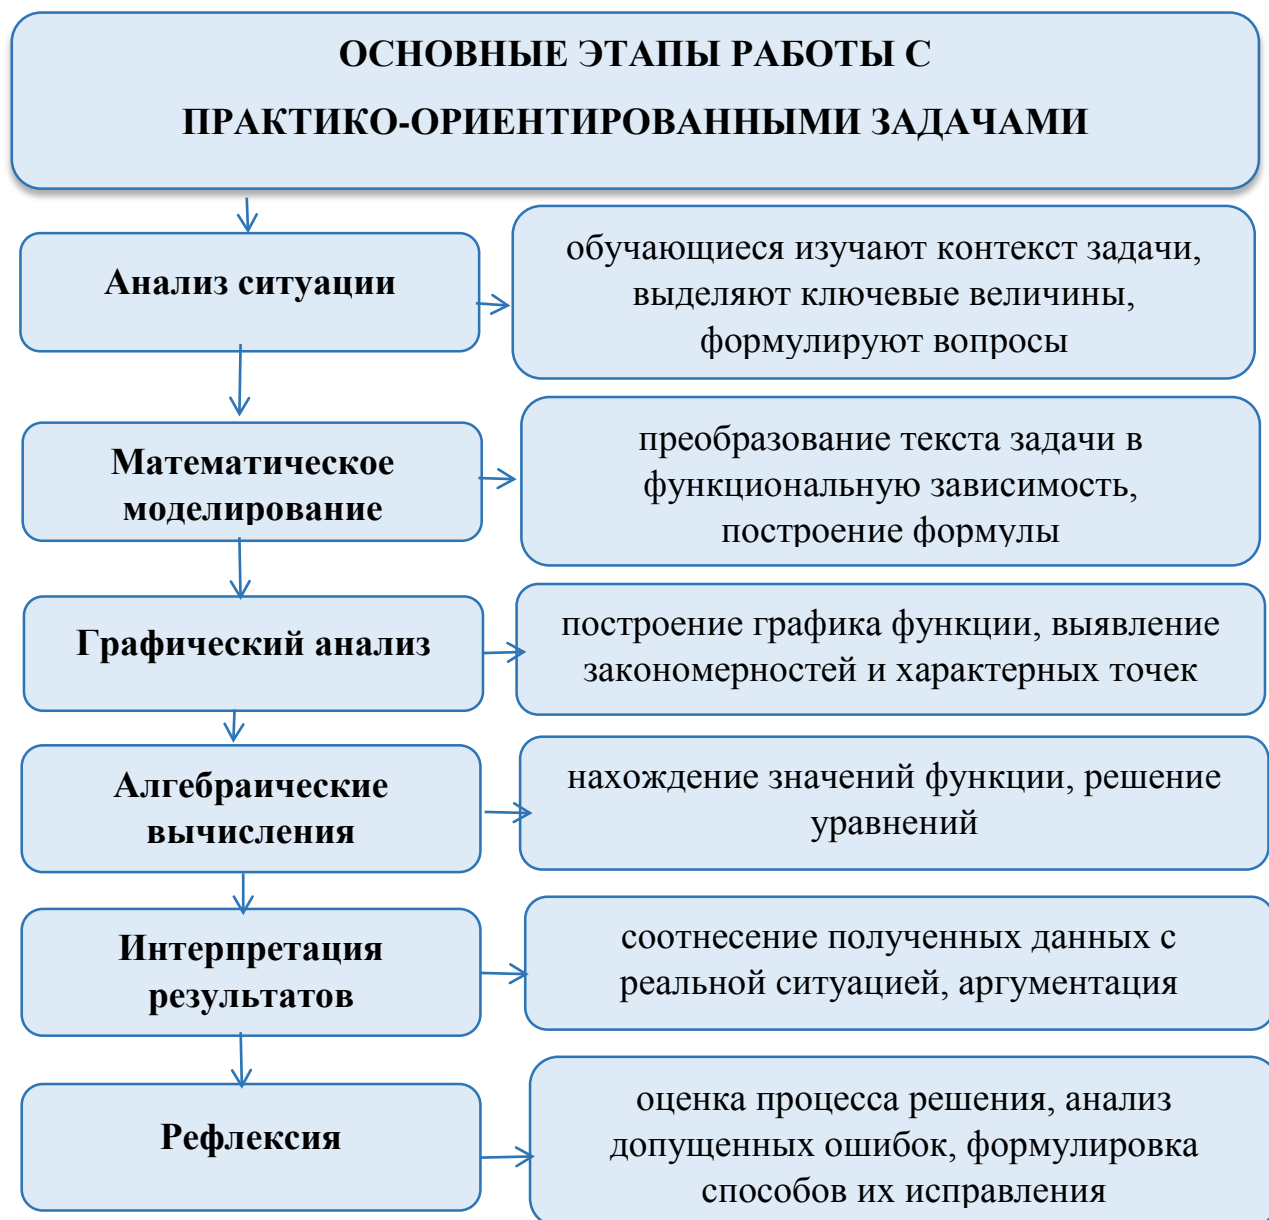 ОСНОВНЫЕ ЭТАПЫ РАБОТЫ С
ПРАКТИКО-ОРИЕНТИРОВАННЫМИ ЗАДАЧАМИ
Анализ ситуации
обучающиеся изучают контекст задачи,
выделяют ключевые величины,
формулируют вопросы
Математическое
моделирование
преобразование текста задачи в
функциональную зависимость,
построение формулы
Графический анализ
построение графика функции, выявление
закономерностей и характерных точек
Алгебраические
вычисления
нахождение значений функции, решение
уравнений
Интерпретация
результатов
соотнесение полученных данных с
реальной ситуацией, аргументация
Рефлексия
оценка процесса решения, анализ
допущенных ошибок, формулировка
способов их исправления